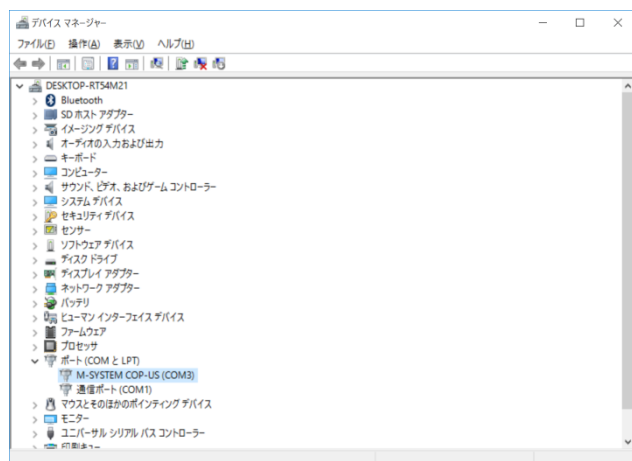 デバイス マネージャー
ファイル(F) 操作(A) 表示(V) ヘルプ(H)
DESKTOP-RT54M21
Bluetooth
SD ホスト アダプター
イメージング デバイス
オーディオの入力および出力
キーボード
コンピューター
サウンド、ビデオ、およびゲーム コントローラー
システム デバイス
セキュリティ デバイス
センサー
ソフトウェア デバイス
ディスク ドライブ
ディスプレイ アダプター
ネットワーク アダプター
バッテリ
ヒューマン インターフェイス デバイス
ファームウェア
プロセッサ
ポート (COM と LPT)
M-SYSTEM COP-US (COM3)
通信ポート (COM1)
マウスとそのほかのポインティング デバイス
モニター
ユニバーサル シリアル バス コントローラー
印刷キュー